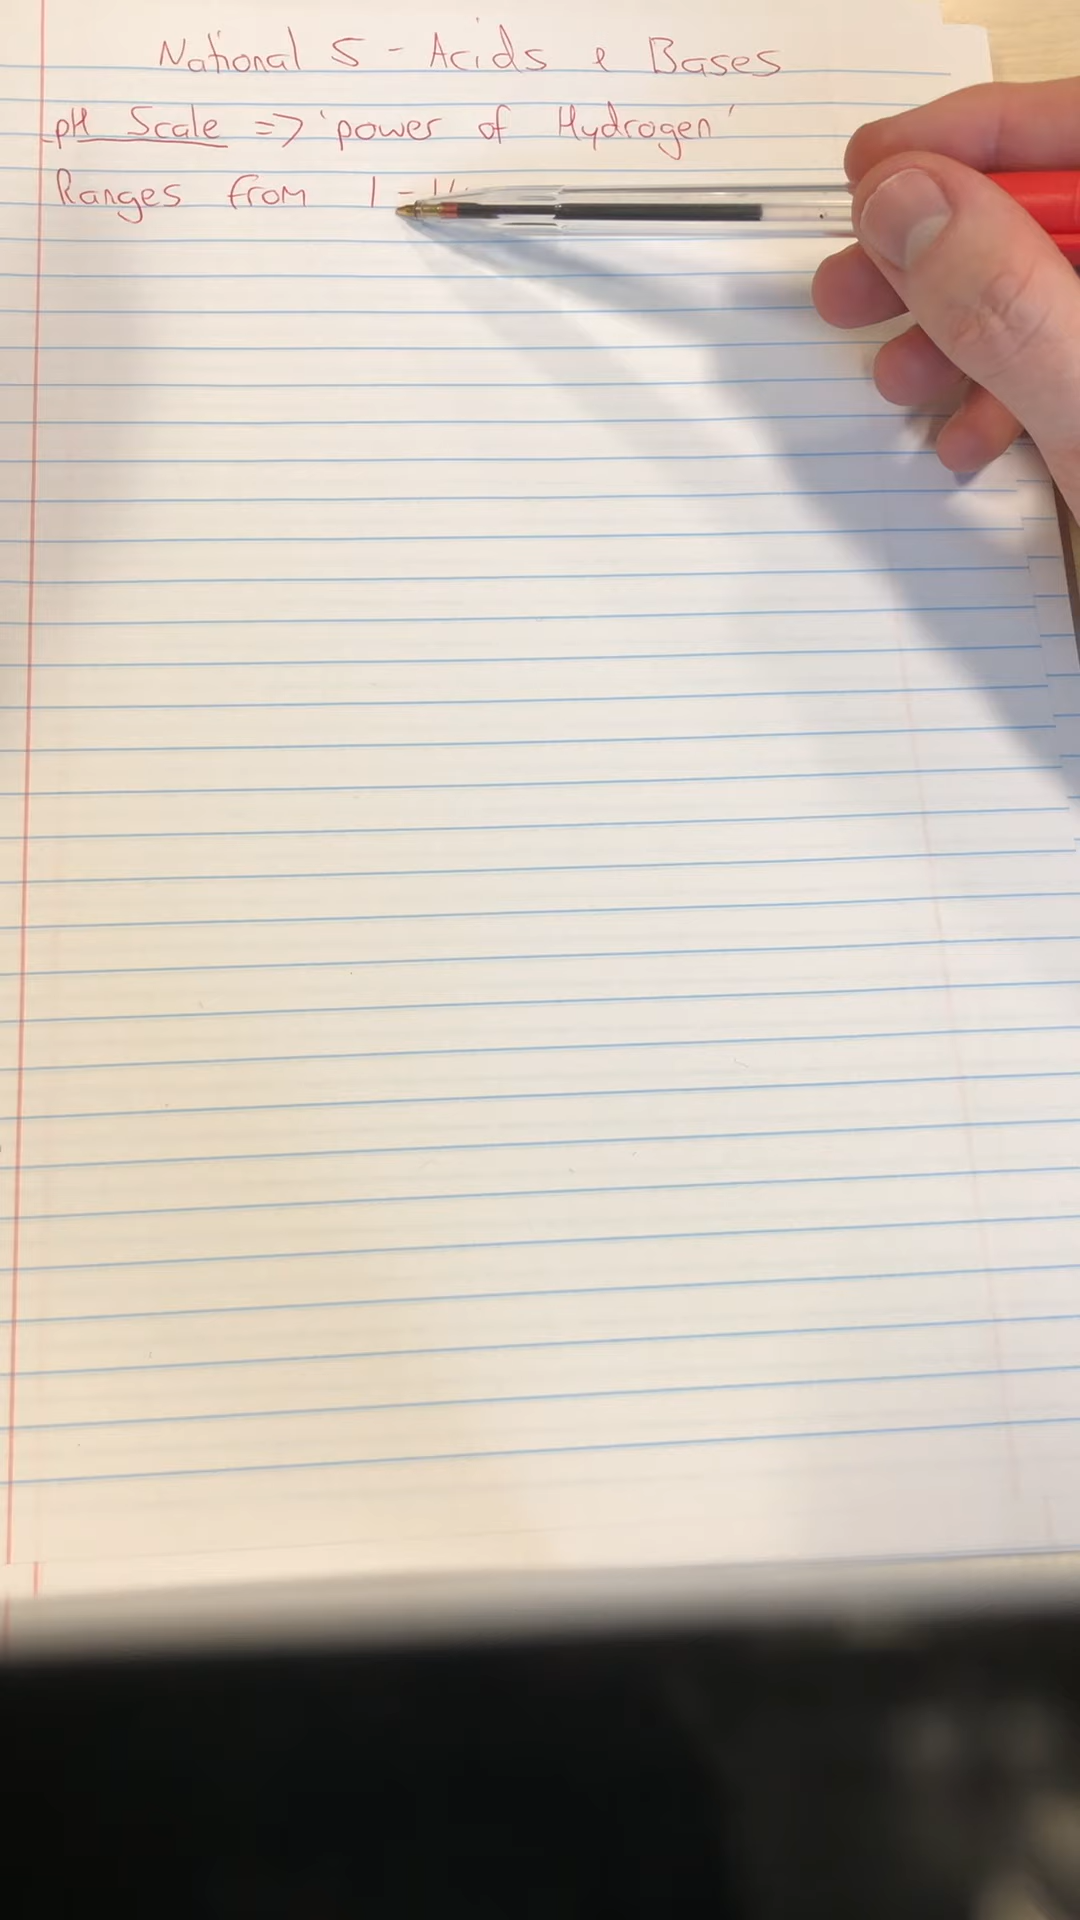 National 5 - Acids & Bases
pH Scale => 'power of Hydrogen'
Ranges from 1 -